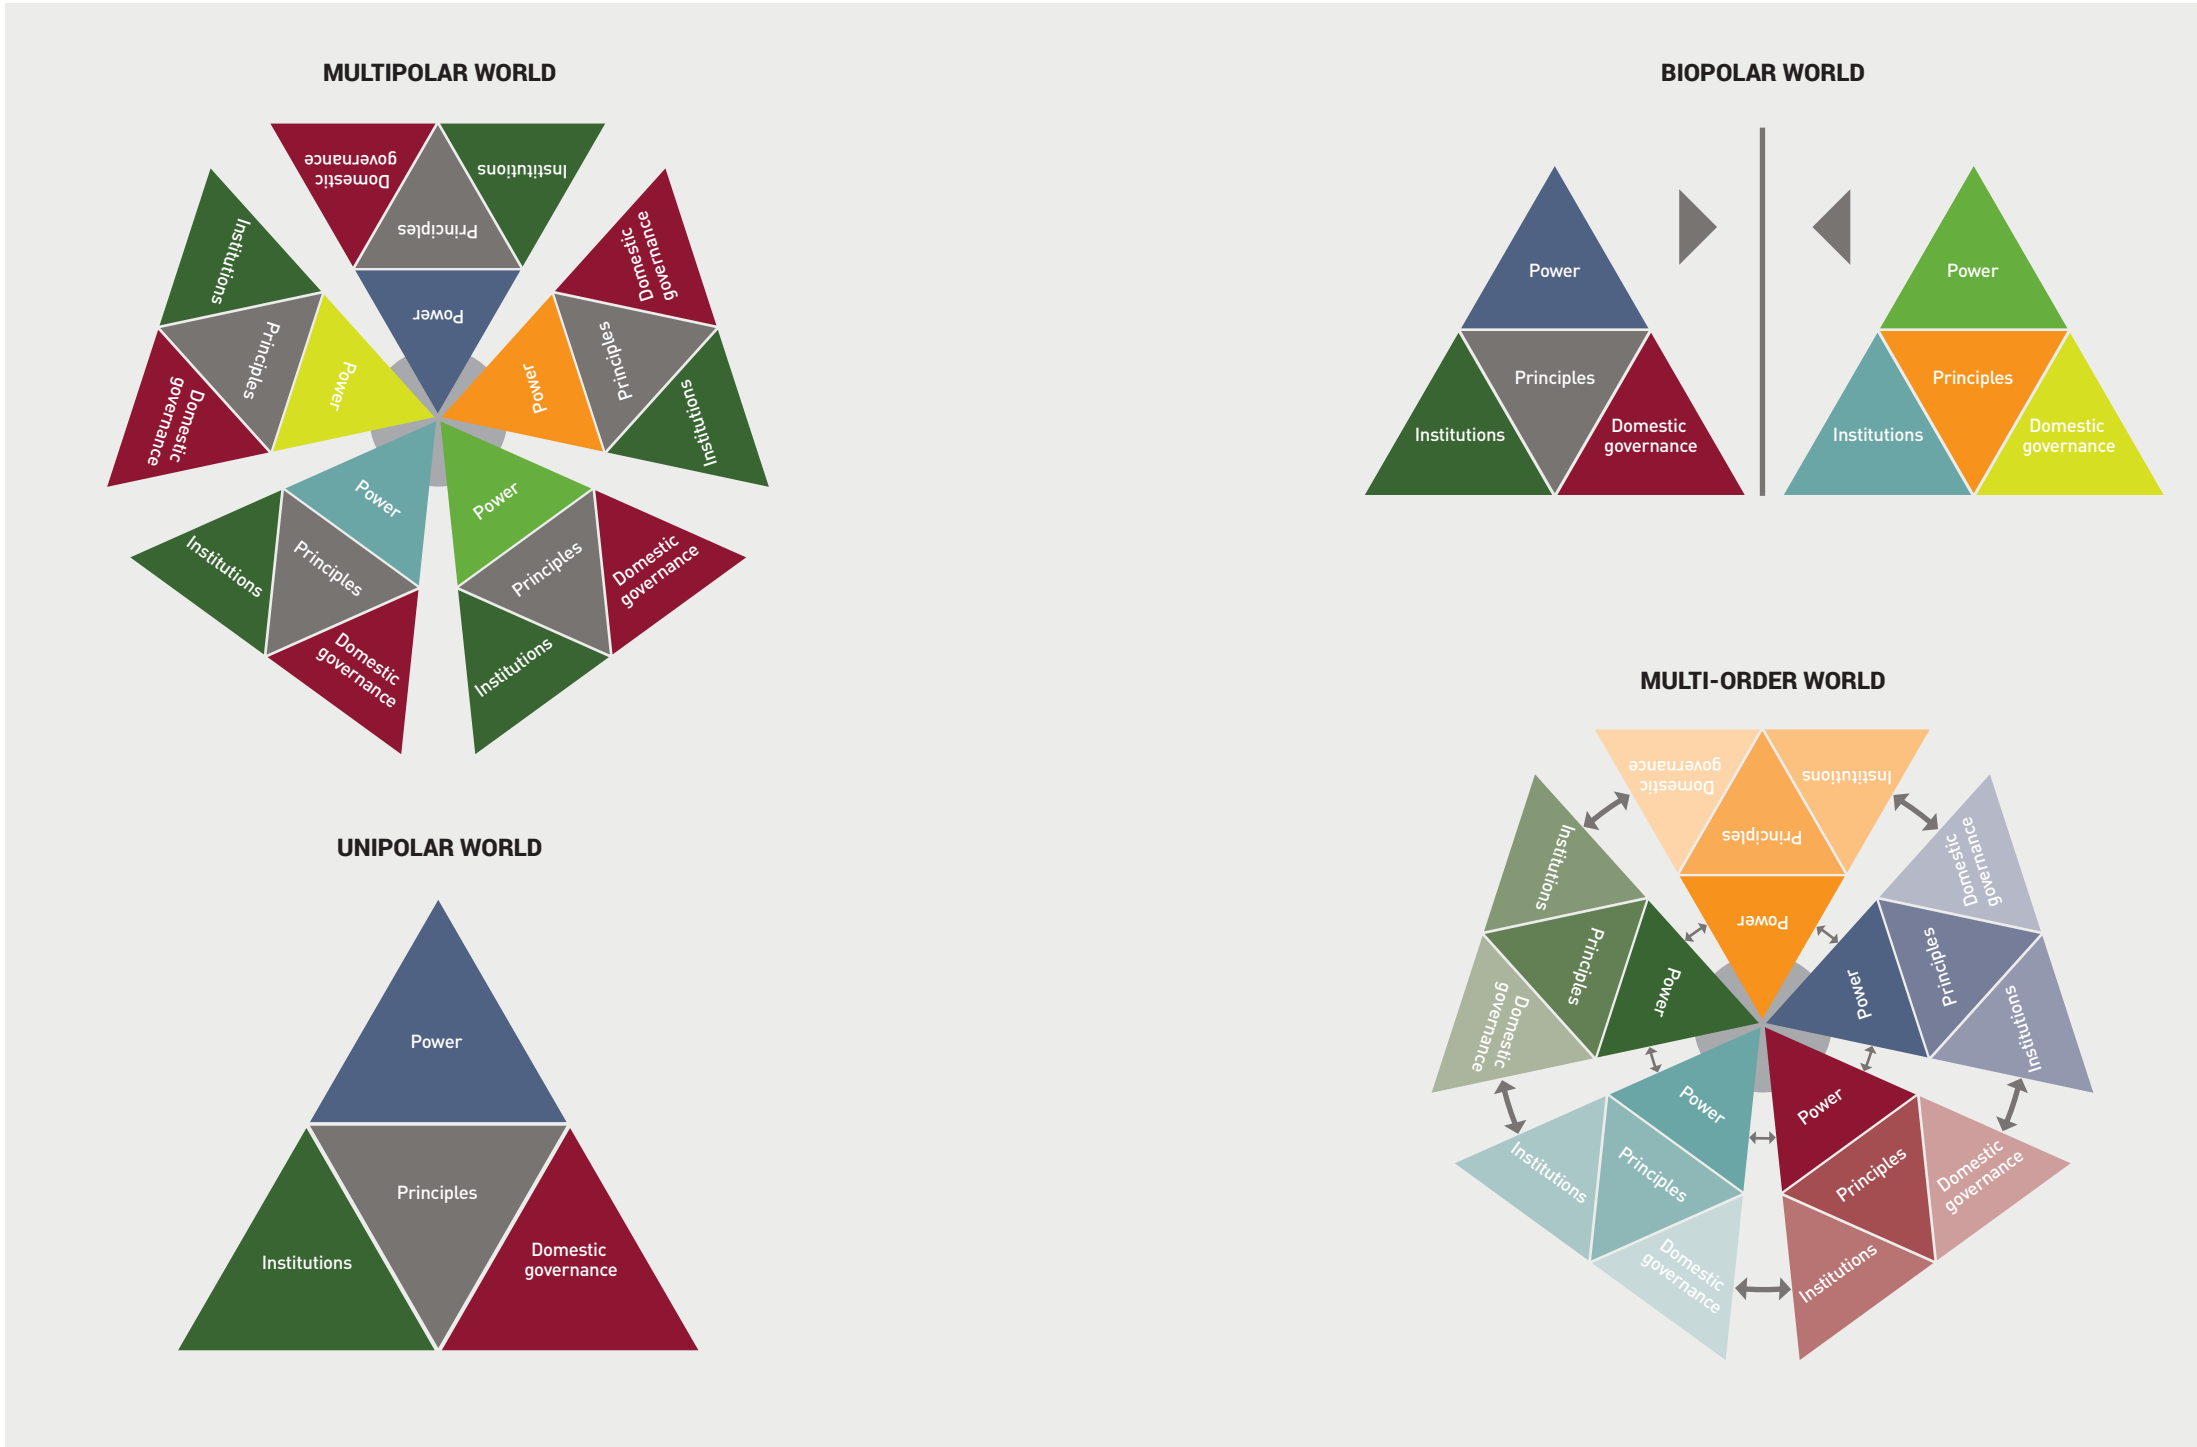 MULTIPOLAR WORLD
Domestic
governance
Institutions
Principles
Power
Domestic
governance
Institutions
Principles
Power
Domestic
governance
Institutions
Principles
Power
Power
Principles
Institutions
Domestic
governance
Power
Principles
Institutions
Domestic
governance
BIOPOLAR WORLD
Power
Principles
Institutions
Domestic
governance
Power
Principles
Institutions
Domestic
governance
UNIPOLAR WORLD
Power
Principles
Institutions
Domestic
governance
MULTI-ORDER WORLD
Domestic
governance
Institutions
Principles
Power
Domestic
governance
Institutions
Principles
Power
Domestic
governance
Institutions
Principles
Power
Power
Principles
Institutions
Domestic
governance
Power
Principles
Institutions
Domestic
governance